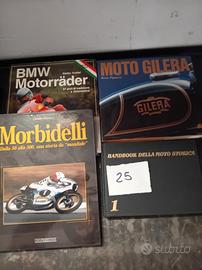 BMW
Motorräder
MOTO GILERA
GILERA
Morbidelli
Dalla 50 alla 500, una storia da "mondiale"
HANDBOOK DELLA MOTO STORICA
25
1
subito